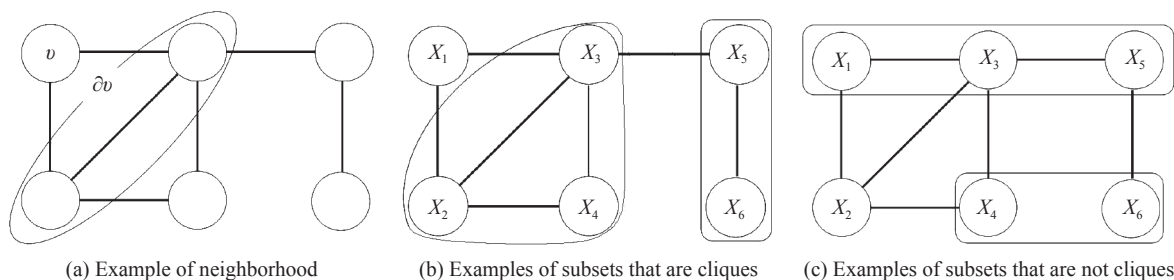 υ
∂υ
X₁ X₃ X₅
X₂ X₄ X₆
X₁ X₃ X₅
X₂ X₄ X₆
(a) Example of neighborhood
(b) Examples of subsets that are cliques
(c) Examples of subsets that are not cliques